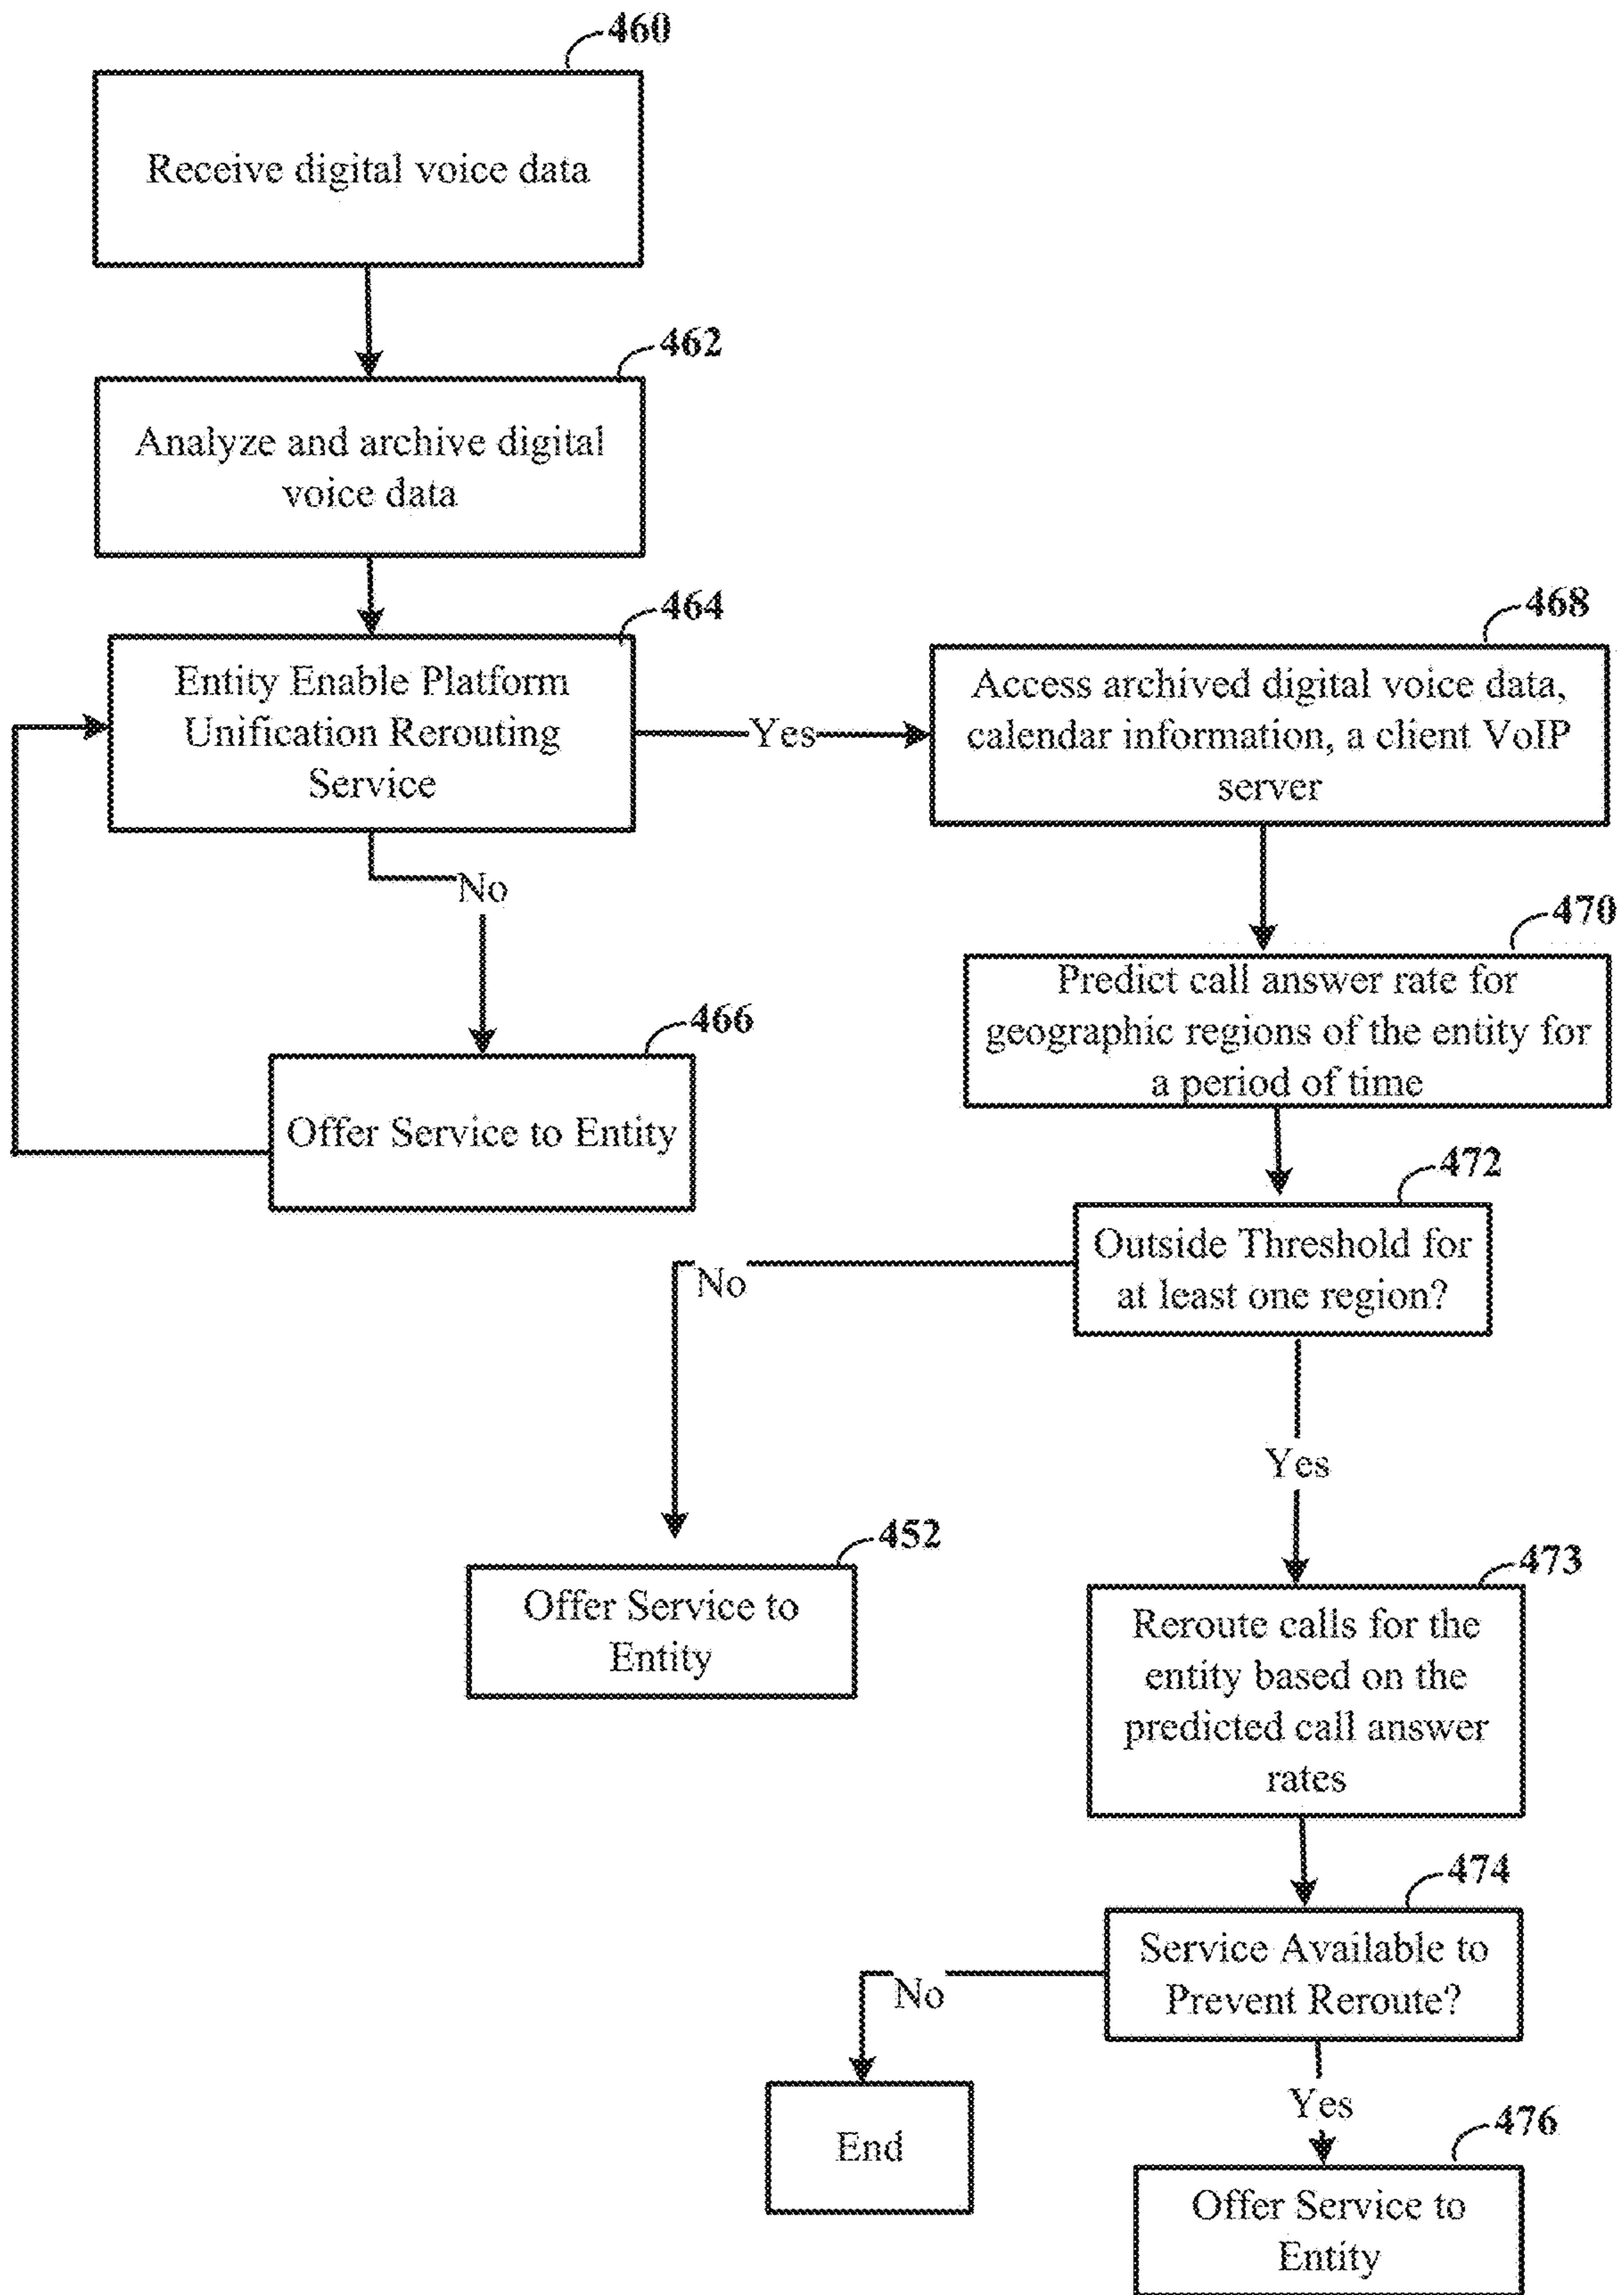 460
Receive digital voice data
462
Analyze and archive digital
voice data
464
Entity Enable Platform
Unification Rerouting
Service
Yes
468
Access archived digital voice data,
calendar information, a client VoIP
server
No
470
Predict call answer rate for
geographic regions of the entity for
a period of time
466
Offer Service to Entity
472
Outside Threshold for
at least one region?
No
Yes
452
Offer Service to
Entity
473
Reroute calls for the
entity based on the
predicted call answer
rates
474
Service Available to
Prevent Reroute?
No
End
Yes
476
Offer Service to
Entity